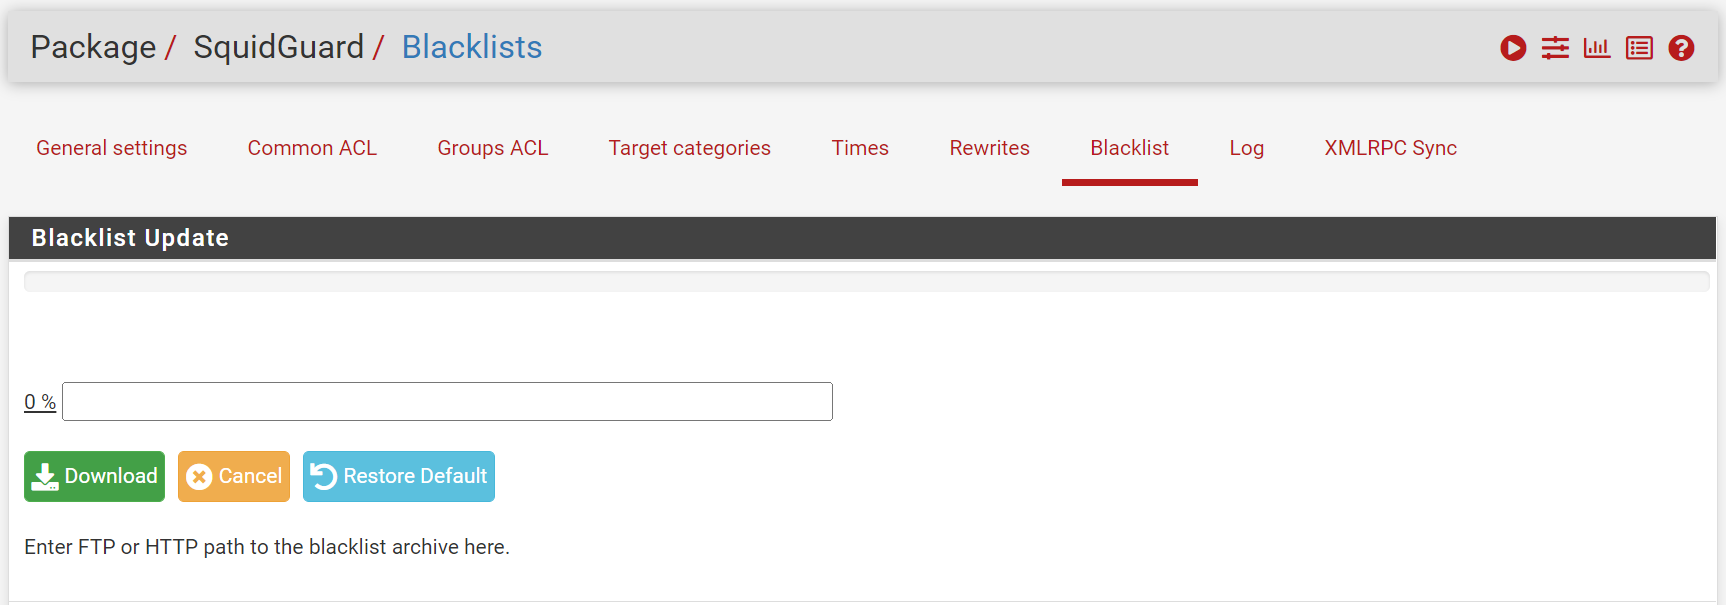 Package / SquidGuard / Blacklists
General settings Common ACL Groups ACL Target categories Times Rewrites Blacklist Log XMLRPC Sync
Blacklist Update
0 %
Download Cancel Restore Default
Enter FTP or HTTP path to the blacklist archive here.